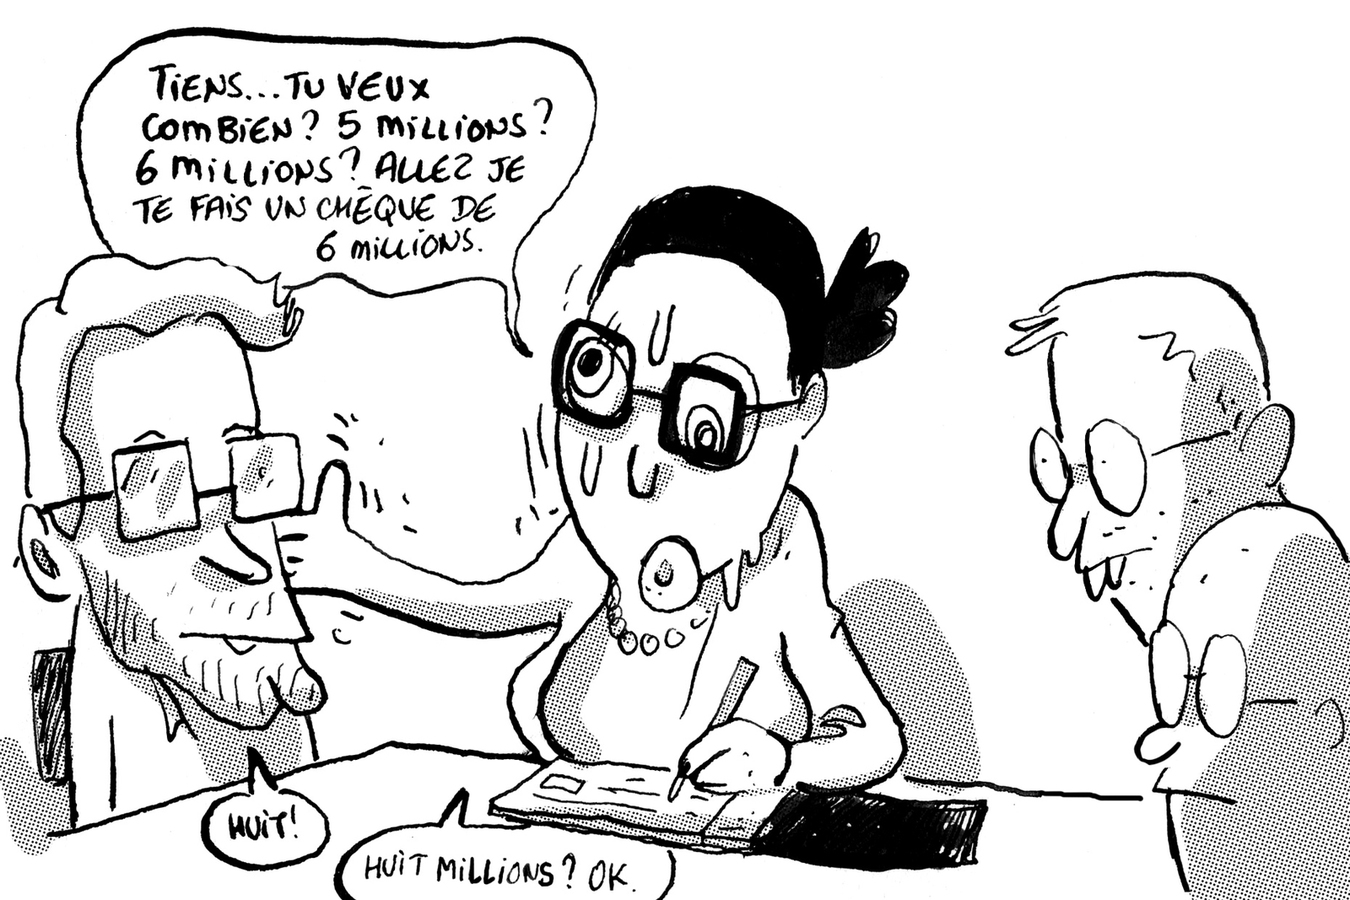 TIENS...TU VEUX
COMBIEN? 5 MILLIONS?
6 MILLIONS? ALLEZ JE
TE FAIS UN CHÈQUE DE
6 MILLIONS.
HUIT!
HUIT MILLIONS? OK.